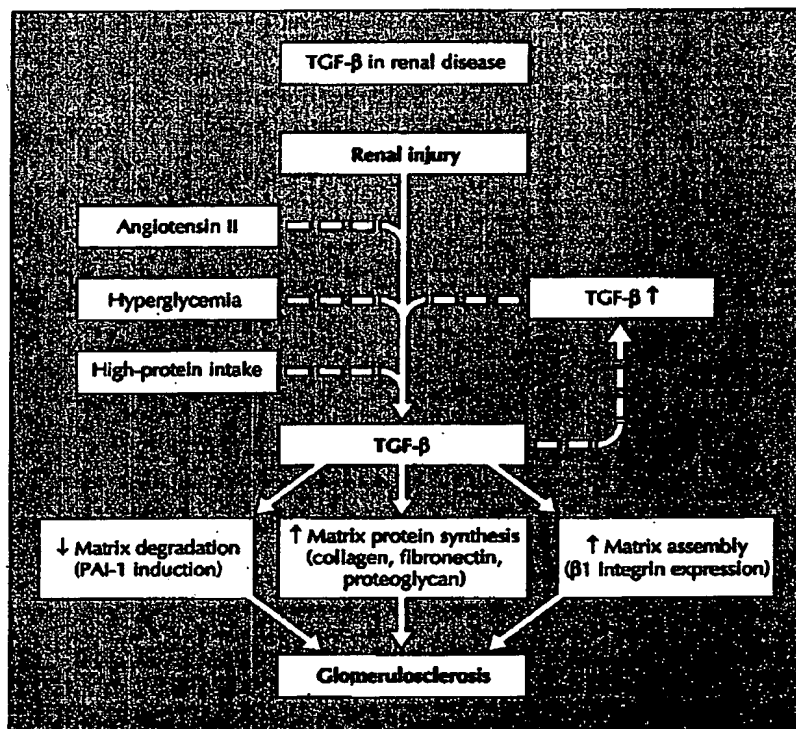 TGF-β in renal disease
Renal injury
Angiotensin II
Hyperglycemia
TGF-β ↑
High-protein intake
TGF-β
↓ Matrix degradation
(PAI-1 induction)
↑ Matrix protein synthesis
(collagen, fibronectin,
proteoglycan)
↑ Matrix assembly
(β1 Integrin expression)
Glomerulosclerosis